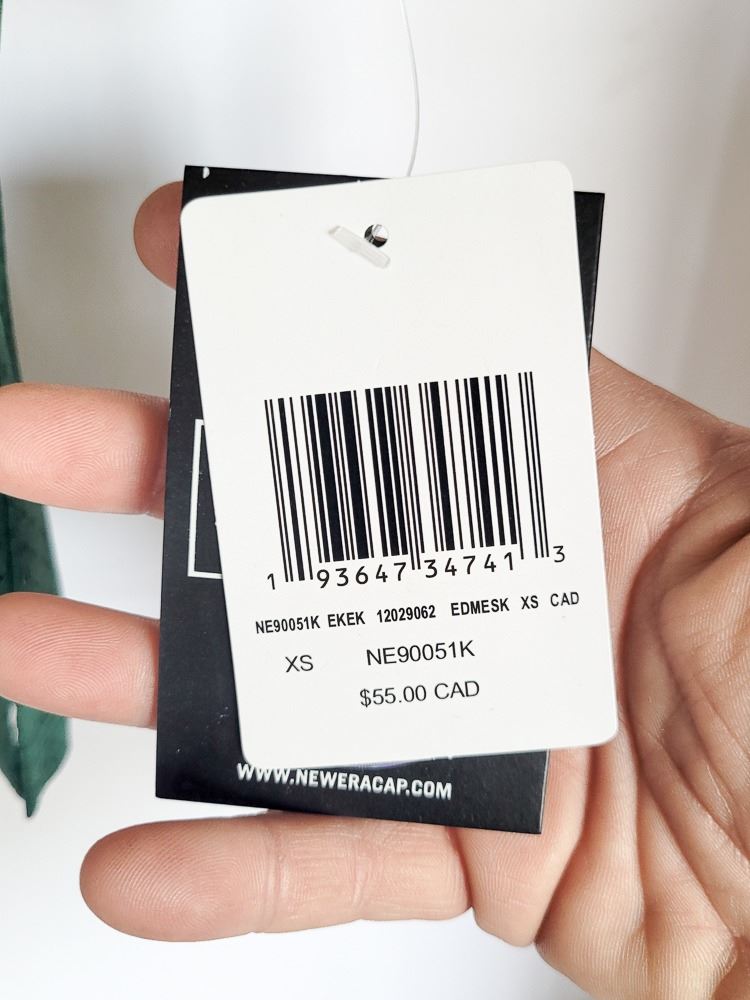 1 93647 34741 3
NE90051K EKEK 12029062 EDMESK XS CAD
XS NE90051K
$55.00 CAD
WWW.NEWERACAP.COM